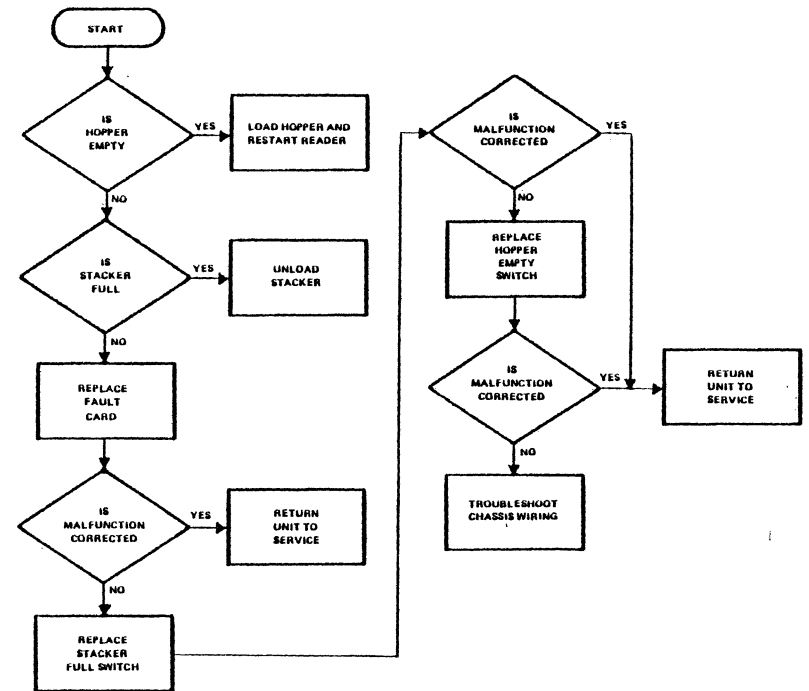 START
IS
HOPPER
EMPTY
YES
LOAD HOPPER AND
RESTART READER
NO
IS
STACKER
FULL
YES
UNLOAD
STACKER
NO
REPLACE
FAULT
CARD
IS
MALFUNCTION
CORRECTED
YES
RETURN
UNIT TO
SERVICE
NO
REPLACE
STACKER
FULL SWITCH
IS
MALFUNCTION
CORRECTED
YES
NO
REPLACE
HOPPER
EMPTY
SWITCH
IS
MALFUNCTION
CORRECTED
YES
RETURN
UNIT TO
SERVICE
NO
TROUBLESHOOT
CHASSIS WIRING